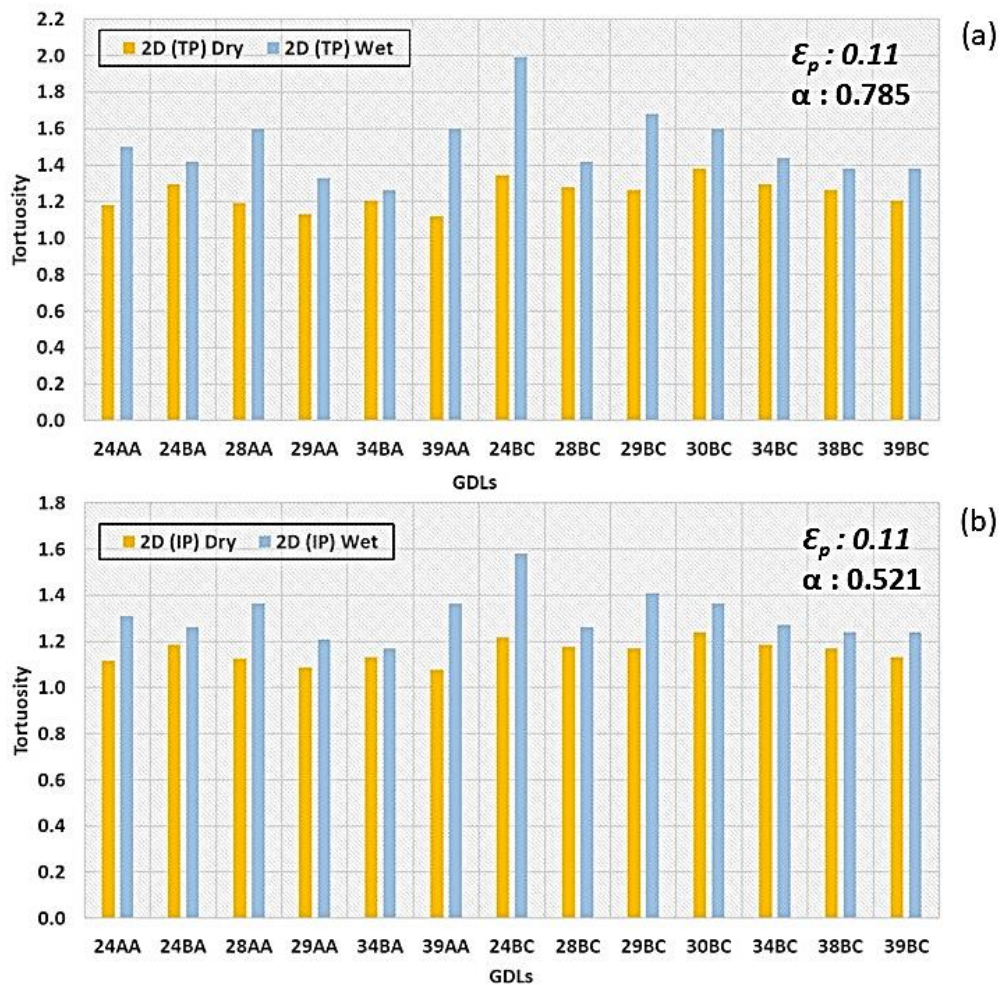 (a)
2D (TP) Dry 2D (TP) Wet
εp : 0.11
α : 0.785
Tortuosity
2.2
2.0
1.8
1.6
1.4
1.2
1.0
0.8
0.6
0.4
0.2
0.0
24AA 24BA 28AA 29AA 34BA 39AA 24BC 28BC 29BC 30BC 34BC 38BC 39BC
GDLs
(b)
2D (IP) Dry 2D (IP) Wet
εp : 0.11
α : 0.521
Tortuosity
1.8
1.6
1.4
1.2
1.0
0.8
0.6
0.4
0.2
0.0
24AA 24BA 28AA 29AA 34BA 39AA 24BC 28BC 29BC 30BC 34BC 38BC 39BC
GDLs